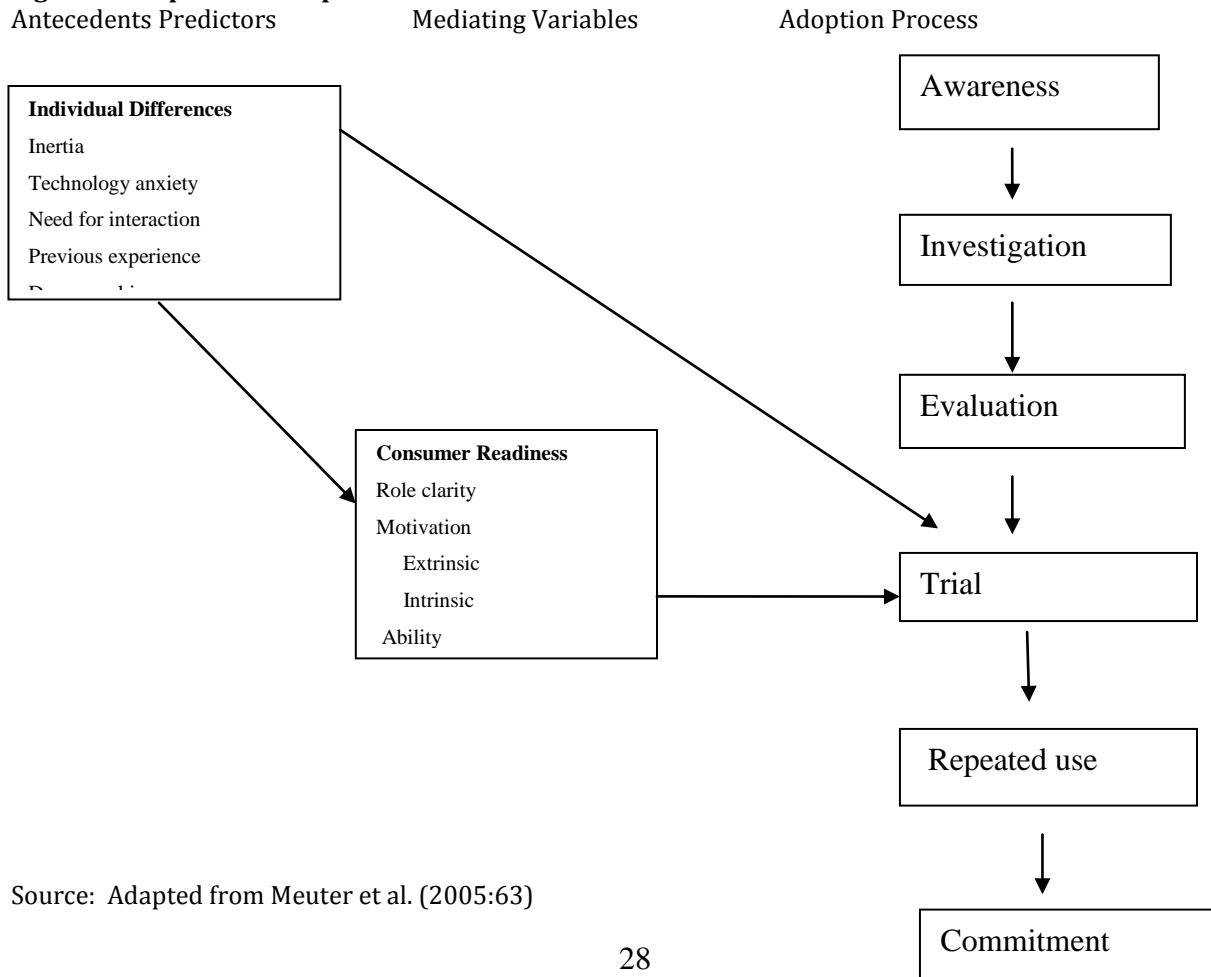 Antecedents Predictors
Mediating Variables
Adoption Process
Individual Differences
Inertia
Technology anxiety
Need for interaction
Previous experience
Consumer Readiness
Role clarity
Motivation
Extrinsic
Intrinsic
Ability
Awareness
Investigation
Evaluation
Trial
Repeated use
Commitment
Source: Adapted from Meuter et al. (2005:63)
28